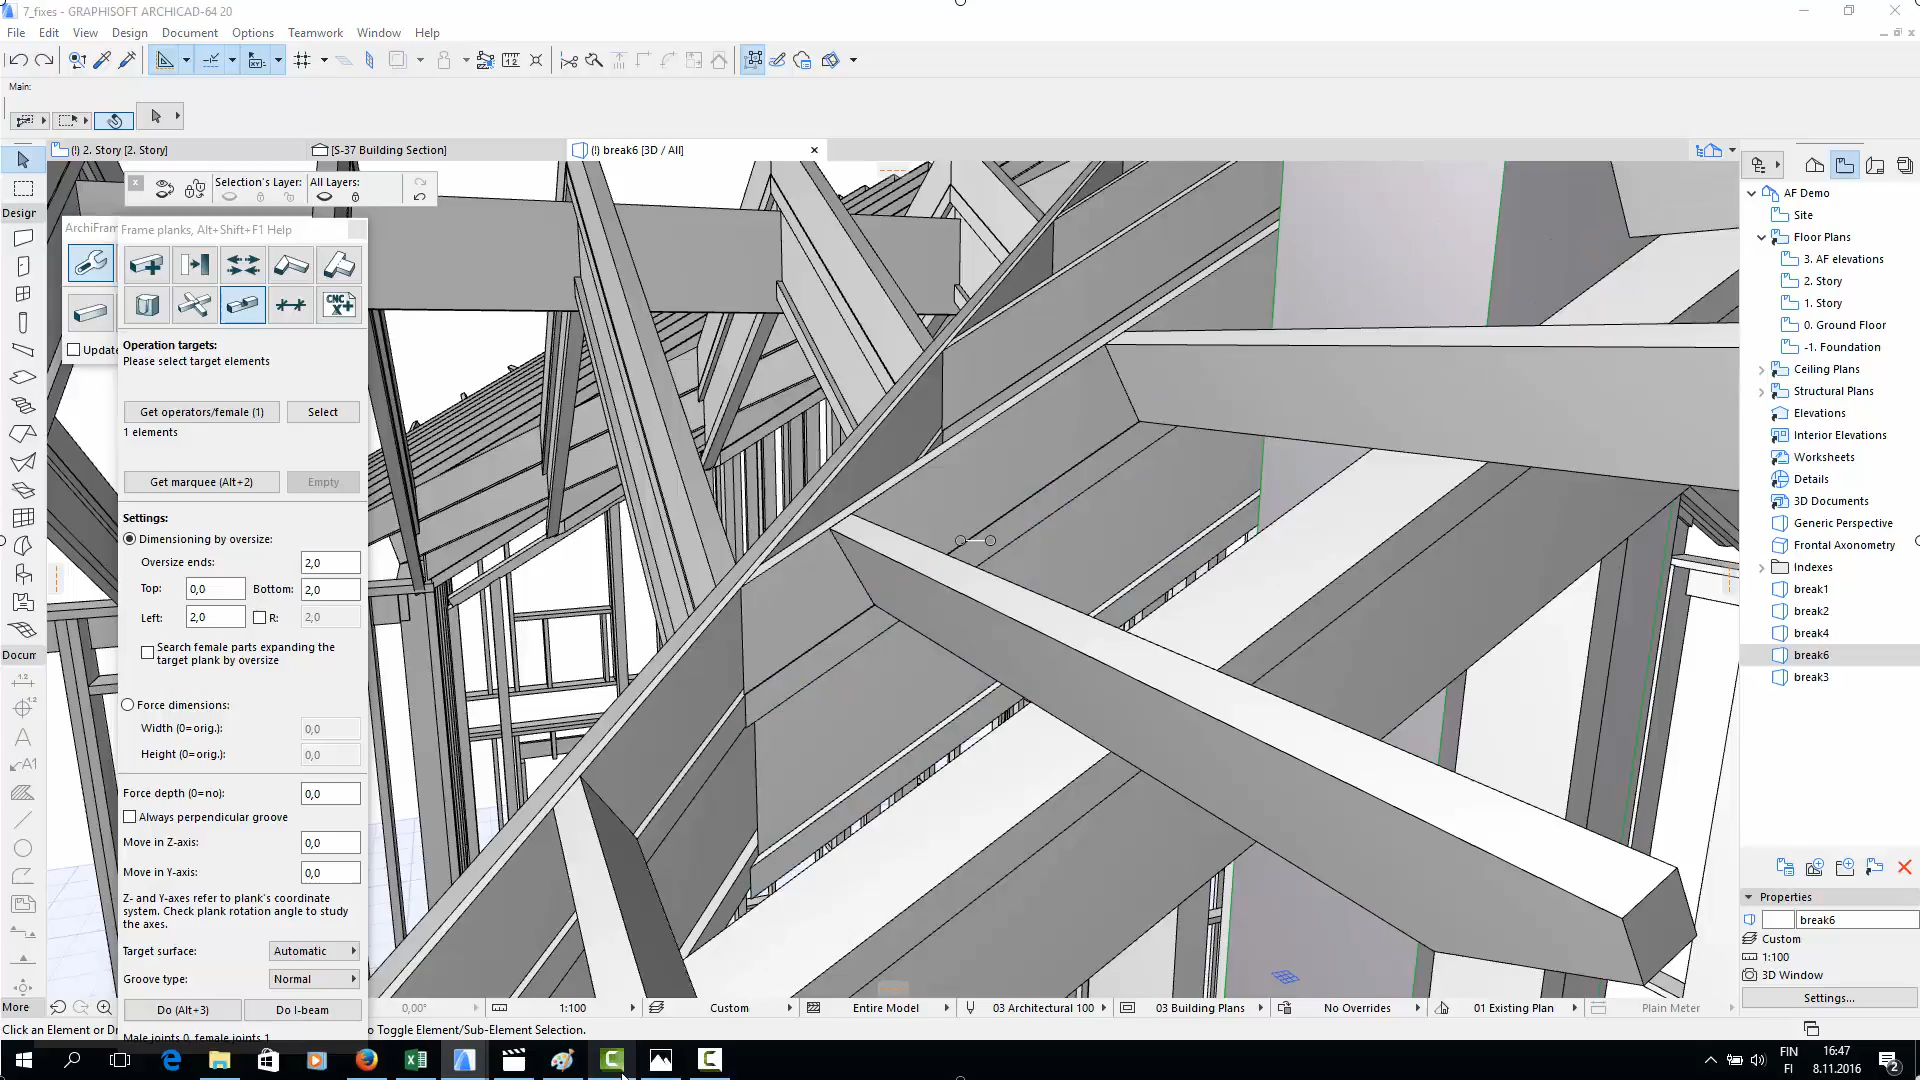 7_fixes - GRAPHISOFT ARCHICAD-64 20
File Edit View Design Document Options Teamwork Window Help
Main:
(!) 2. Story [2. Story]
[S-37 Building Section]
(!) break6 [3D / All]
Selection's Layer:
All Layers:
Design
ArchiFram
Frame planks, Alt+Shift+F1 Help
CNC
Update
Operation targets:
Please select target elements
Get operators/female (1)
Select
1 elements
Get marquee (Alt+2)
Empty
Settings:
Dimensioning by oversize:
Oversize ends: 2,0
Top: 0,0 Bottom: 2,0
Left: 2,0 R: 2,0
Search female parts expanding the
target plank by oversize
Force dimensions:
Width (0=orig.): 0,0
Height (0=orig.): 0,0
Force depth (0=no): 0,0
Always perpendicular groove
Move in Z-axis: 0,0
Move in Y-axis: 0,0
Z- and Y-axes refer to plank's coordinate
system. Check plank rotation angle to study
the axes.
Target surface: Automatic
Groove type: Normal
Do (Alt+3)
Do I-beam
Male joints 0, female joints 1
Docum
More
AF Demo
Site
Floor Plans
3. AF elevations
2. Story
1. Story
0. Ground Floor
-1. Foundation
Ceiling Plans
Structural Plans
Elevations
Interior Elevations
Worksheets
Details
3D Documents
Generic Perspective
Frontal Axonometry
Indexes
break1
break2
break4
break6
break3
Properties
break6
Custom
1:100
3D Window
Settings...
0,00° 1:100 Custom Entire Model 03 Architectural 100 03 Building Plans No Overrides 01 Existing Plan Plain Meter
Click an Element or Dr
to Toggle Element/Sub-Element Selection.
FIN
FI
16:47
8.11.2016
2